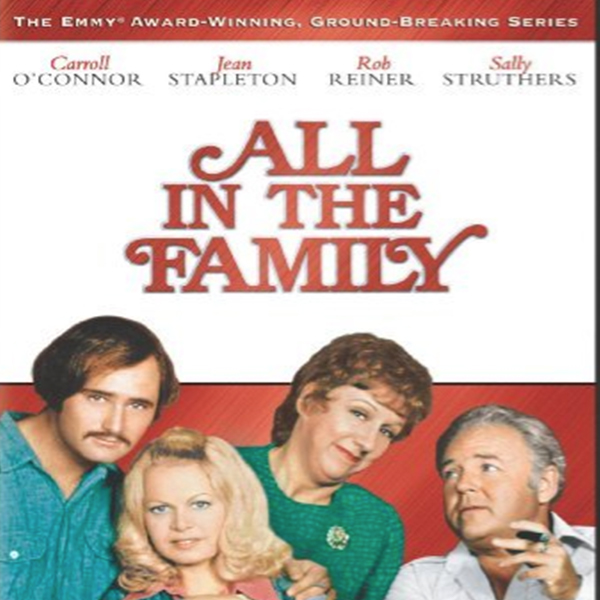 THE EMMY® AWARD-WINNING, GROUND-BREAKING SERIES
Carroll O'CONNOR
Jean STAPLETON
Rob REINER
Sally STRUTHERS
ALL
IN THE
FAMILY